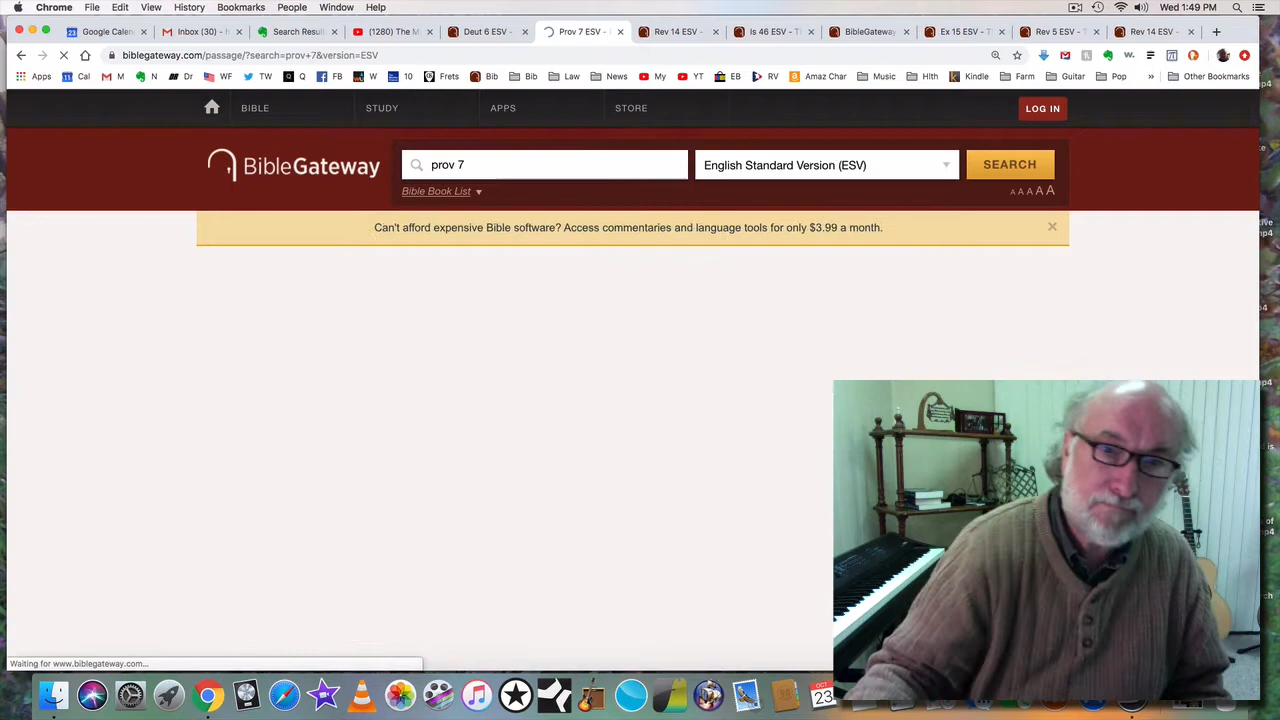 Chrome File Edit View History Bookmarks People Window Help Wed 1:49 PM
Google Calen Inbox (30) - Search Result (1280) The M Deut 6 ESV - Prov 7 ESV - Rev 14 ESV - Is 46 ESV - T BibleGateway Ex 15 ESV - T Rev 5 ESV - T Rev 14 ESV -
biblegateway.com/passage/?search=prov+7&version=ESV
Apps Cal M N Dr WF TW Q FB W 10 Frets Bib Bib Law News My YT EB RV Amaz Char Music Hlth Kindle Farm Guitar Pop » Other Bookmarks
BIBLE STUDY APPS STORE LOG IN
BibleGateway prov 7 English Standard Version (ESV) SEARCH
Bible Book List ▼ A A A A A
Can't afford expensive Bible software? Access commentaries and language tools for only $3.99 a month.
Waiting for www.biblegateway.com...
OCT
23